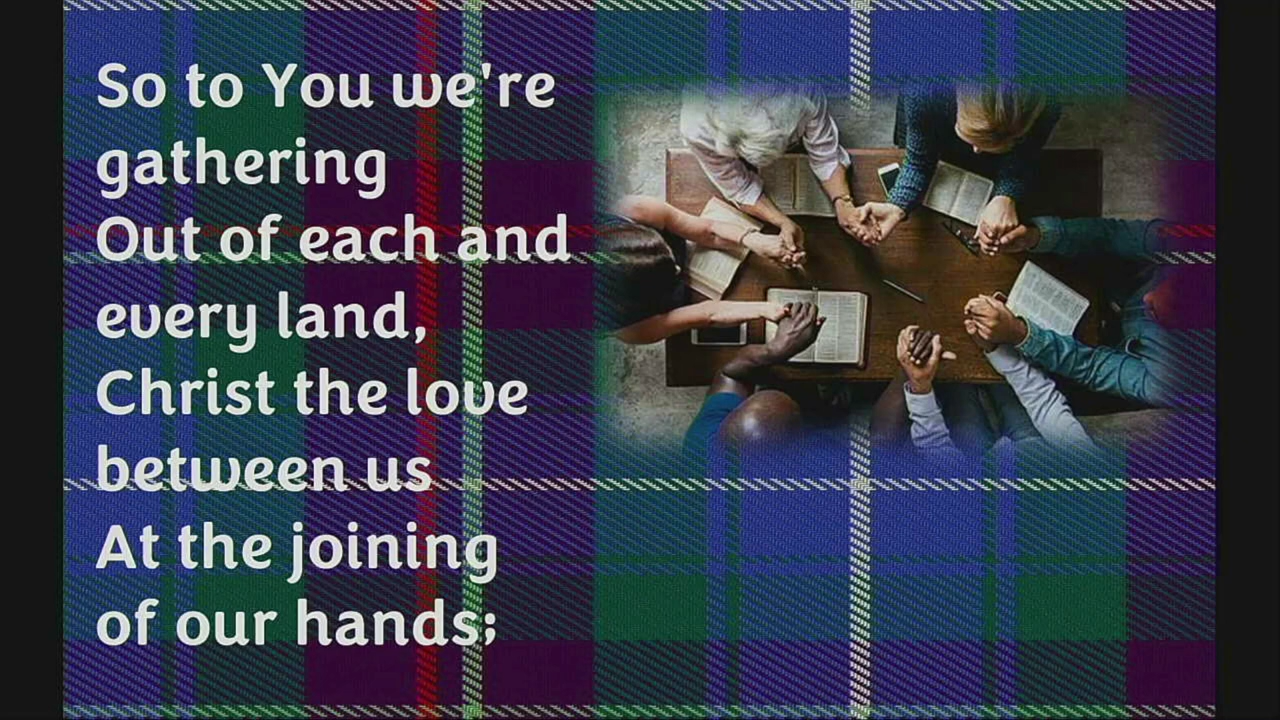 So to You we're
gathering
Out of each and
every land,
Christ the love
between us
At the joining
of our hands;